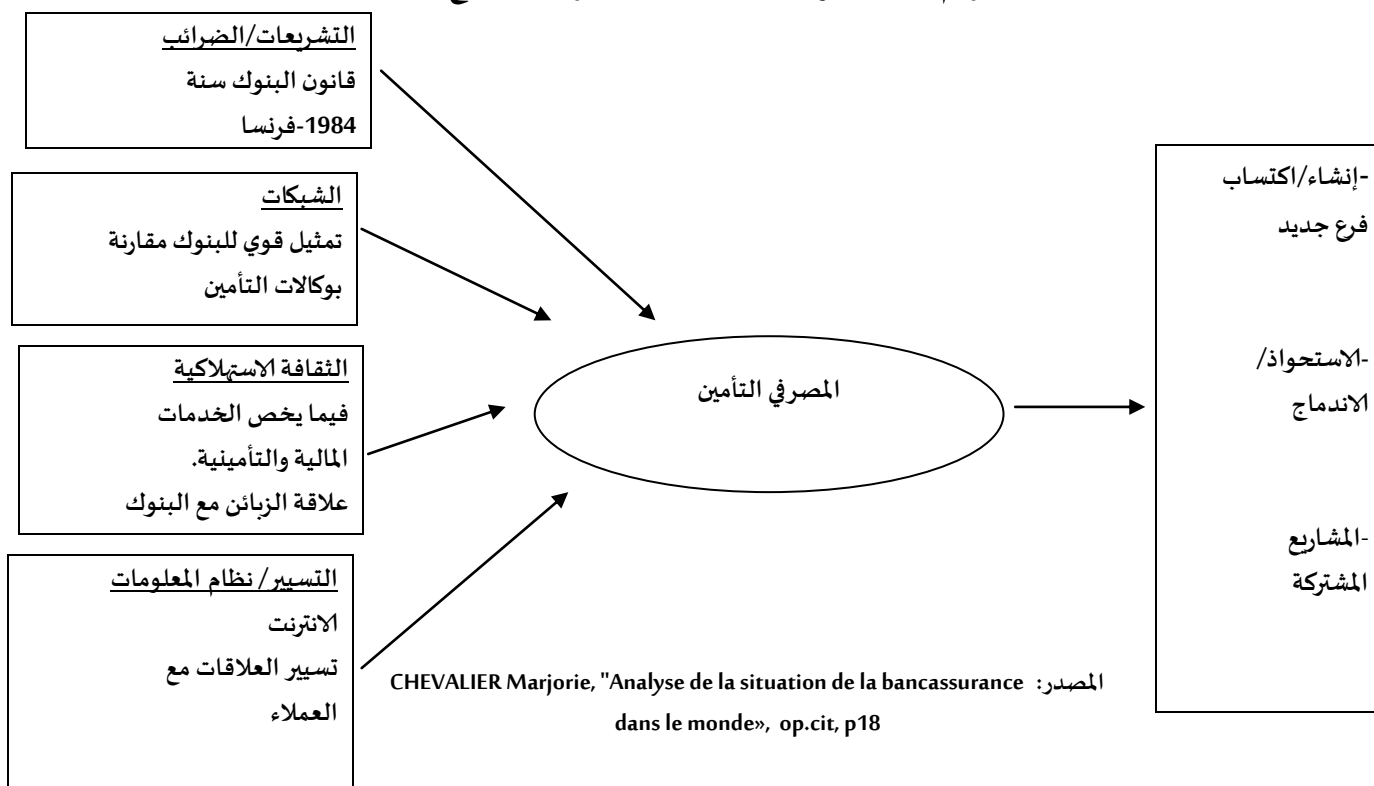 التشريعات/الضرائب
قانون البنوك سنة
1984-فرنسا
الشبكات
تمثيل قوي للبنوك مقارنة
بوكالات التأمين
الثقافة الاستهلاكية
فيما يخص الخدمات
المالية والتأمينية.
علاقة الزبائن مع البنوك
التسيير/ نظام المعلومات
الانترنت
تسيير العلاقات مع
العملاء
المصرفي التأمين
-إنشاء/اكتساب
فرع جديد
-الاستحواذ/
الاندماج
-المشاريع
المشتركة
المصدر: CHEVALIER Marjorie, "Analyse de la situation de la bancassurance
dans le monde», op.cit, p18